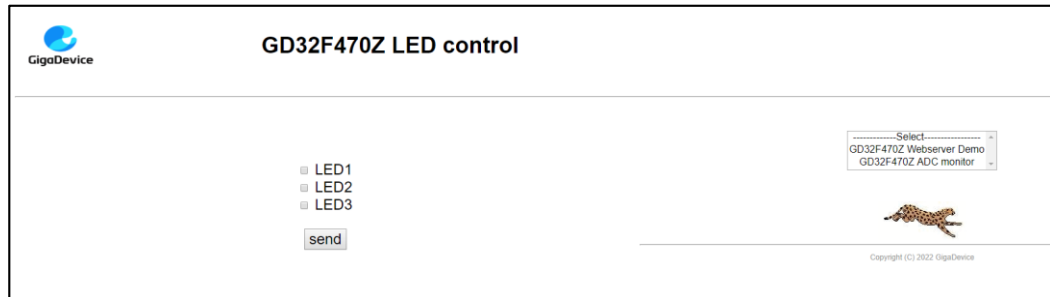 GigaDevice
GD32F470Z LED control
-------------Select-----------------
GD32F470Z Webserver Demo
GD32F470Z ADC monitor
LED1
LED2
LED3
send
Copyright (C) 2022 GigaDevice